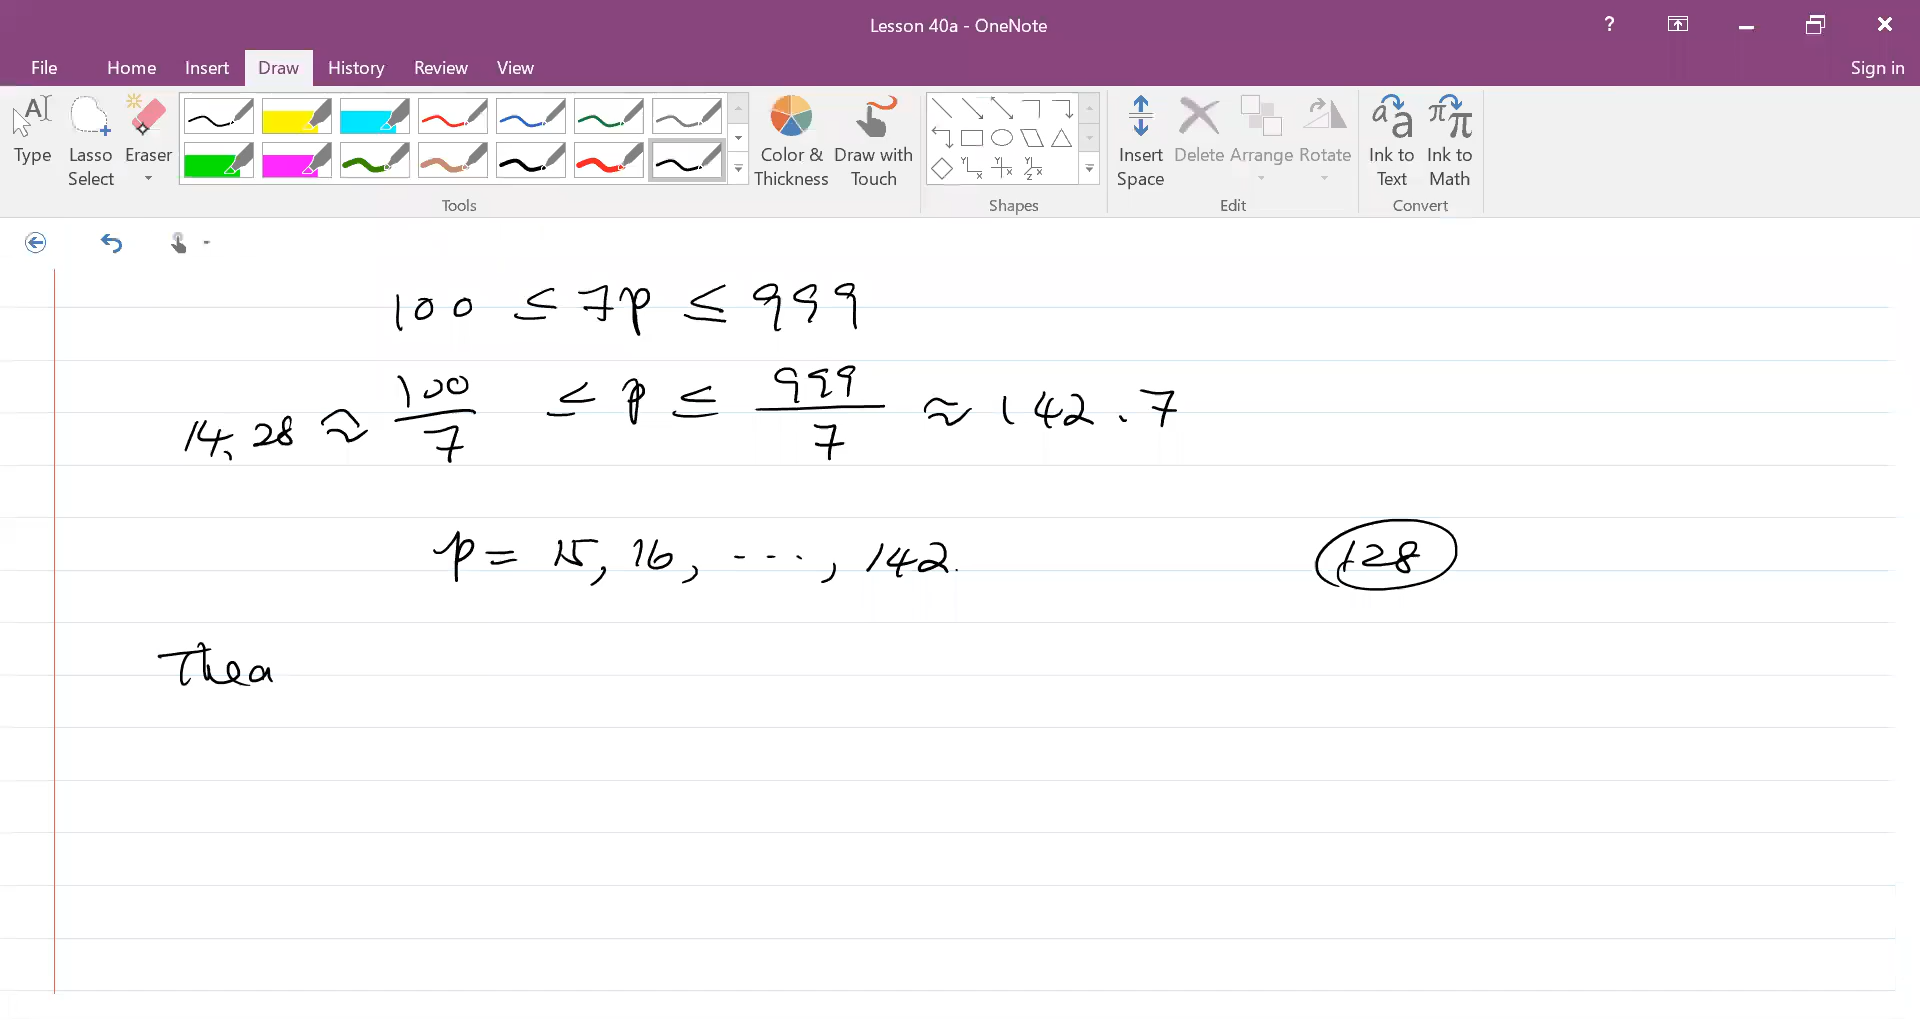 Lesson 40a - OneNote
?
File Home Insert Draw History Review View Sign in
Type Lasso Select Eraser Color & Thickness Draw with Touch Insert Space Delete Arrange Rotate Ink to Text Ink to Math
Tools Shapes Edit Convert
100 ≤ 7p ≤ 999
14.28 ≈ 100/7 ≤ p ≤ 999/7 ≈ 142.7
p = 15, 16, ..., 142. 128
Thea